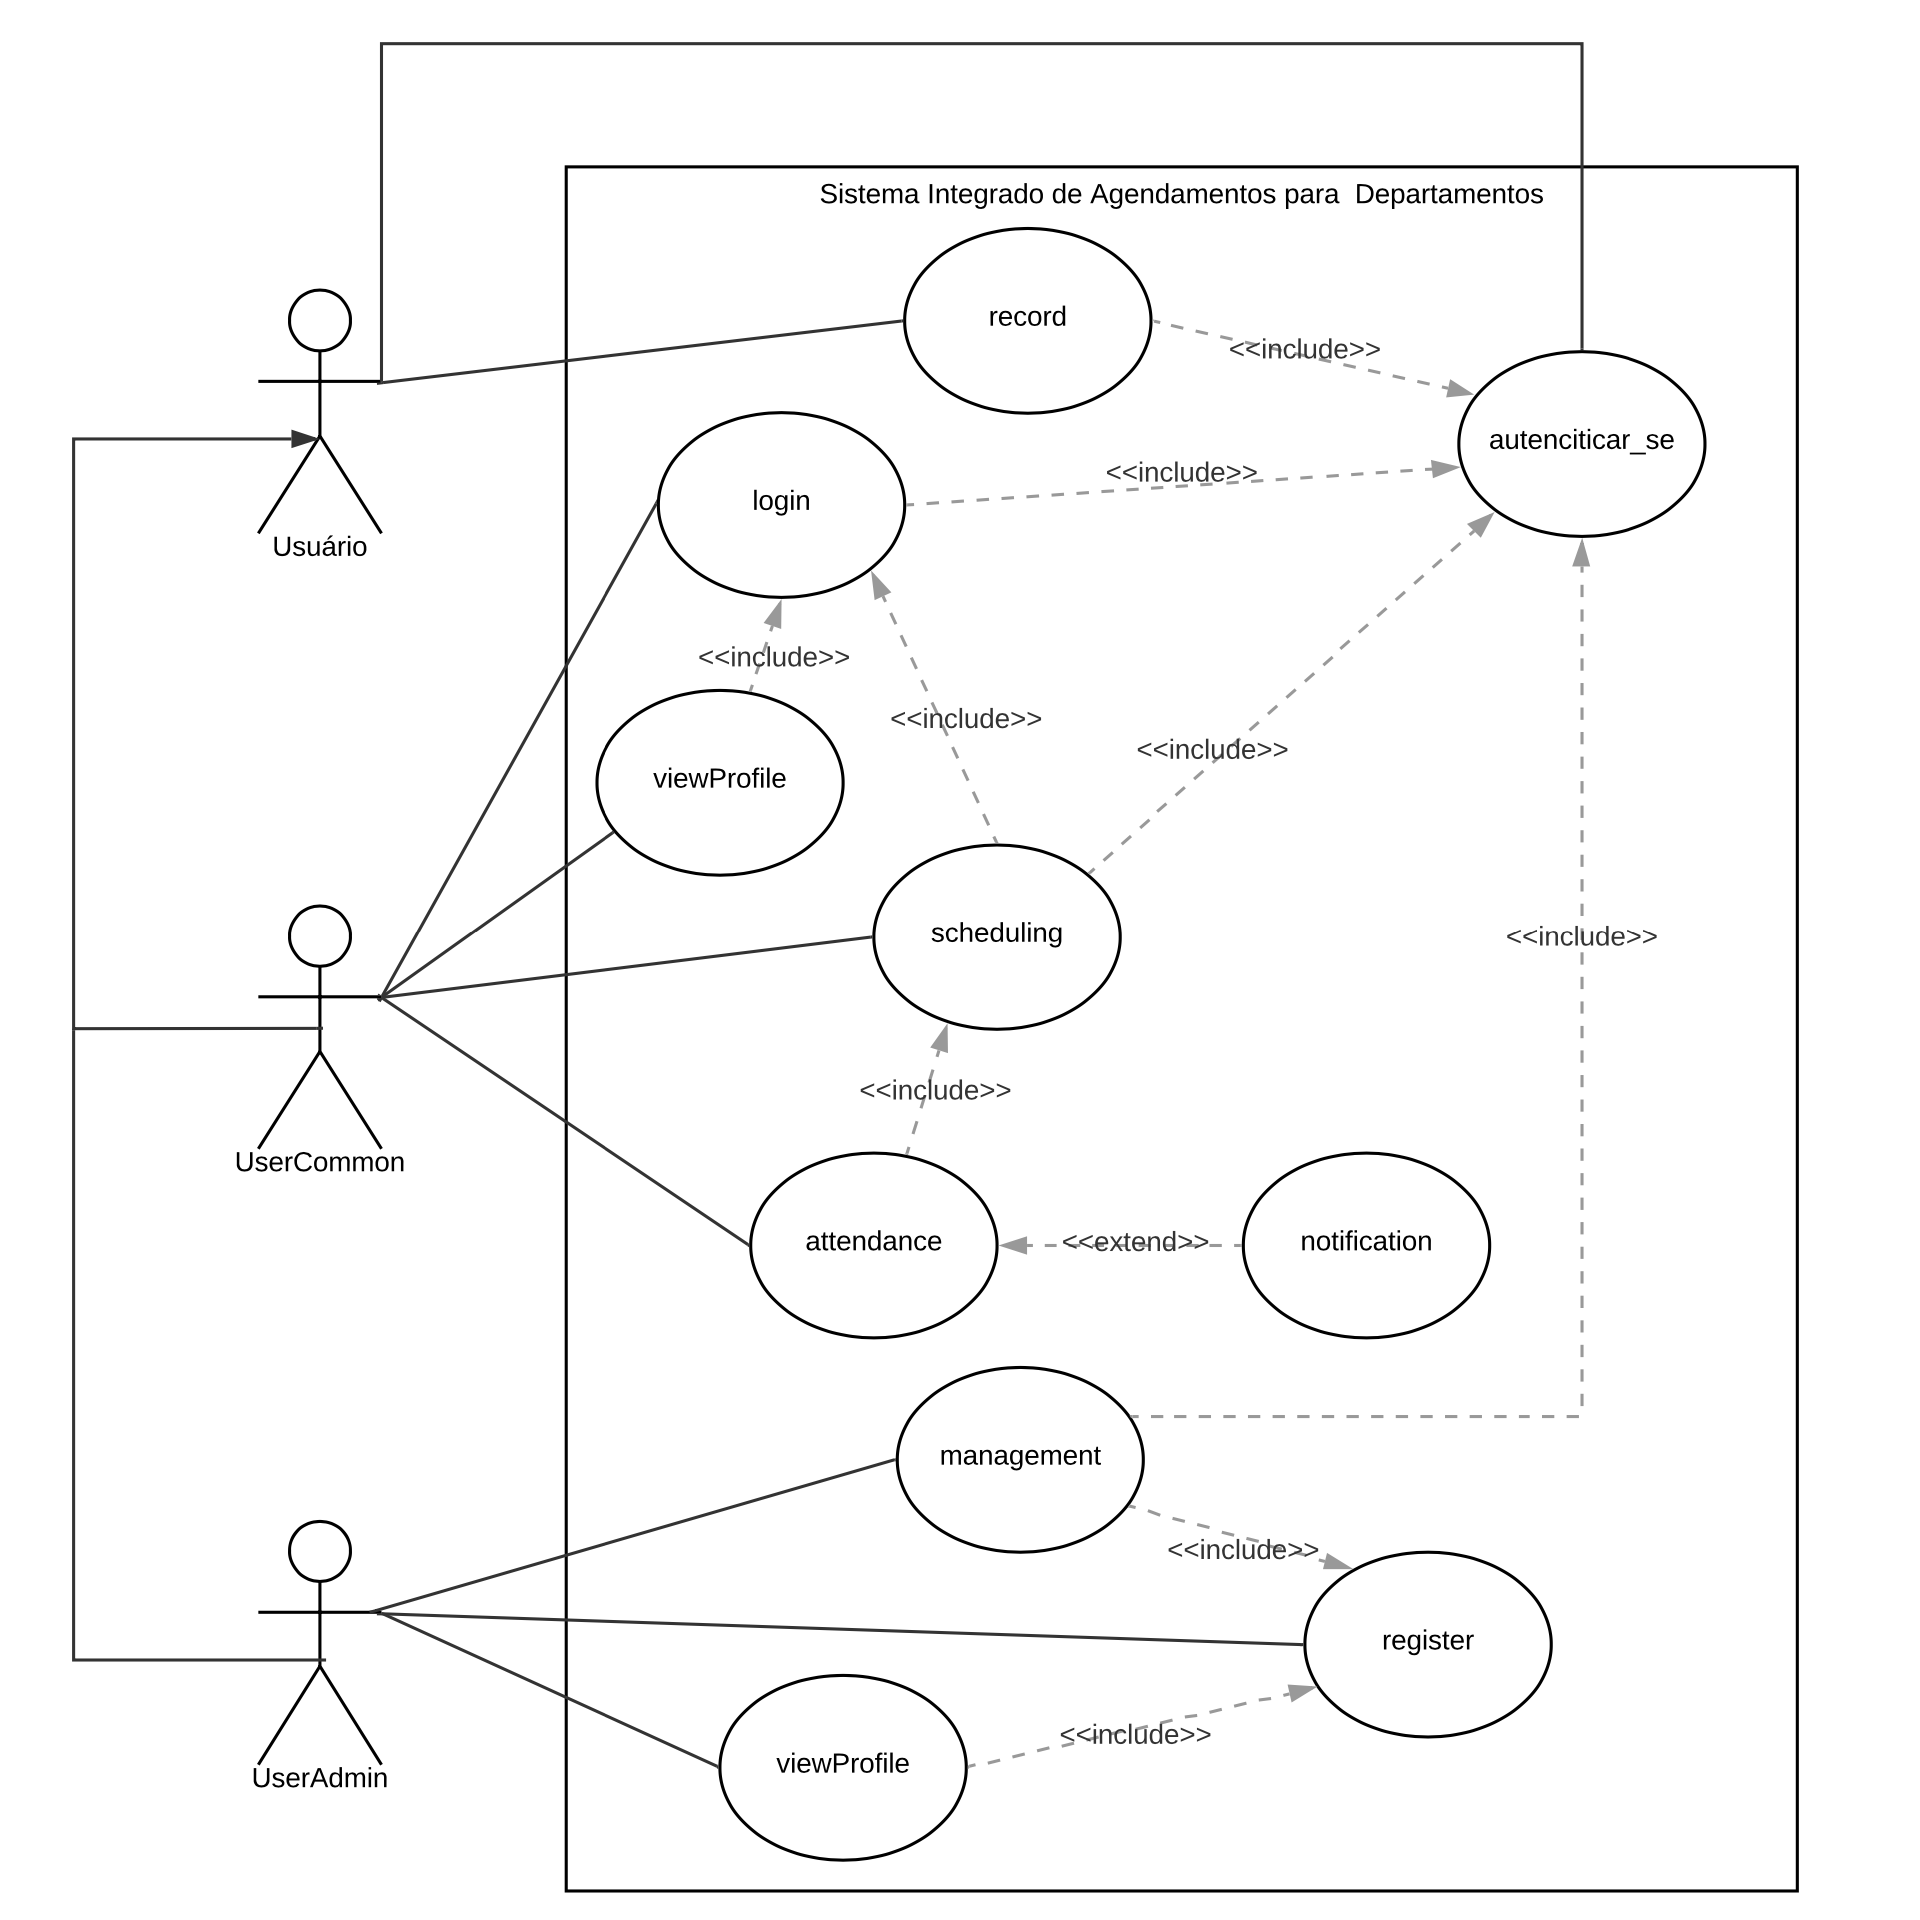 Sistema Integrado de Agendamentos para  Departamentos
record
<<include>>
autenciticar_se
login
<<include>>
Usuário
<<include>>
<<include>>
<<include>>
viewProfile
scheduling
<<include>>
<<include>>
UserCommon
attendance
<<extend>>
notification
management
<<include>>
register
<<include>>
viewProfile
UserAdmin